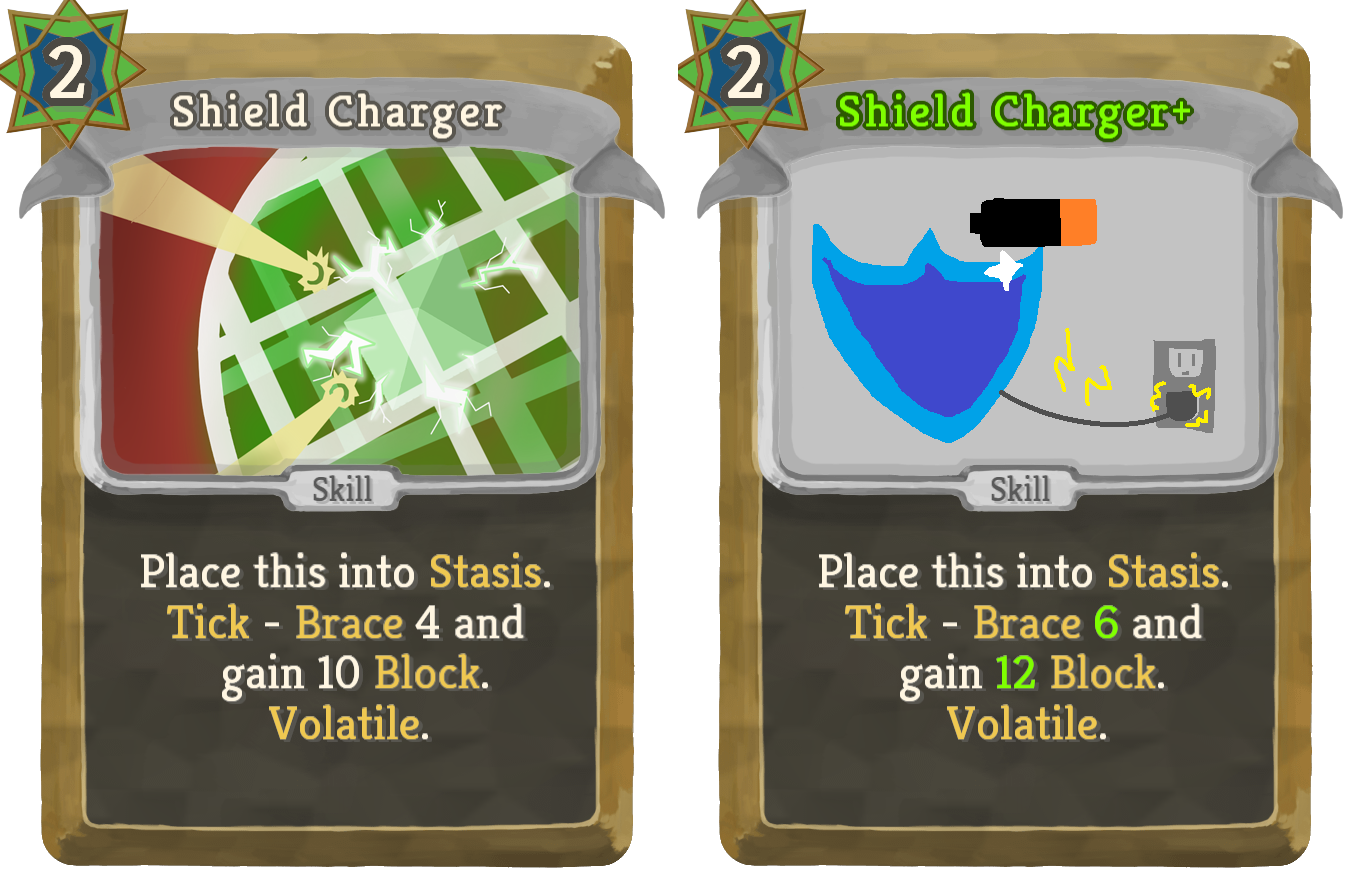 2
Shield Charger
Skill
Place this into Stasis.
Tick - Brace 4 and
gain 10 Block.
Volatile.
2
Shield Charger+
Skill
Place this into Stasis.
Tick - Brace 6 and
gain 12 Block.
Volatile.